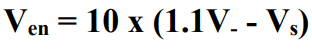 Ven = 10 x (1.1V- - Vs)